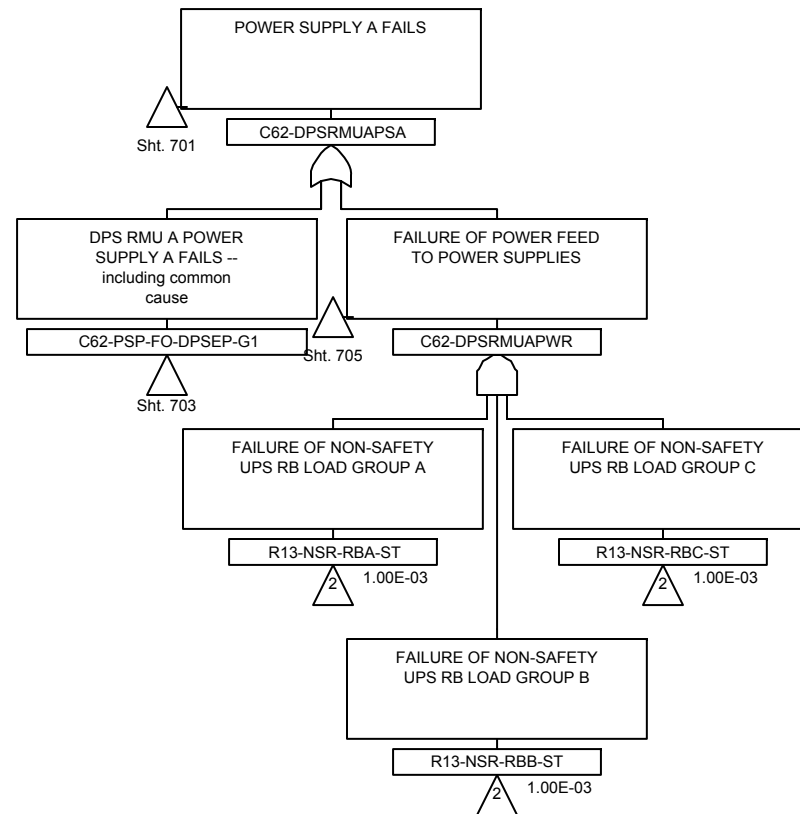 POWER SUPPLY A FAILS
Sht. 701
C62-DPSRMUAPSA
DPS RMU A POWER
SUPPLY A FAILS --
including common
cause
C62-PSP-FO-DPSEP-G1
Sht. 703
FAILURE OF POWER FEED
TO POWER SUPPLIES
Sht. 705
C62-DPSRMUAPWR
FAILURE OF NON-SAFETY
UPS RB LOAD GROUP A
R13-NSR-RBA-ST
2
1.00E-03
FAILURE OF NON-SAFETY
UPS RB LOAD GROUP C
R13-NSR-RBC-ST
2
1.00E-03
FAILURE OF NON-SAFETY
UPS RB LOAD GROUP B
R13-NSR-RBB-ST
2
1.00E-03